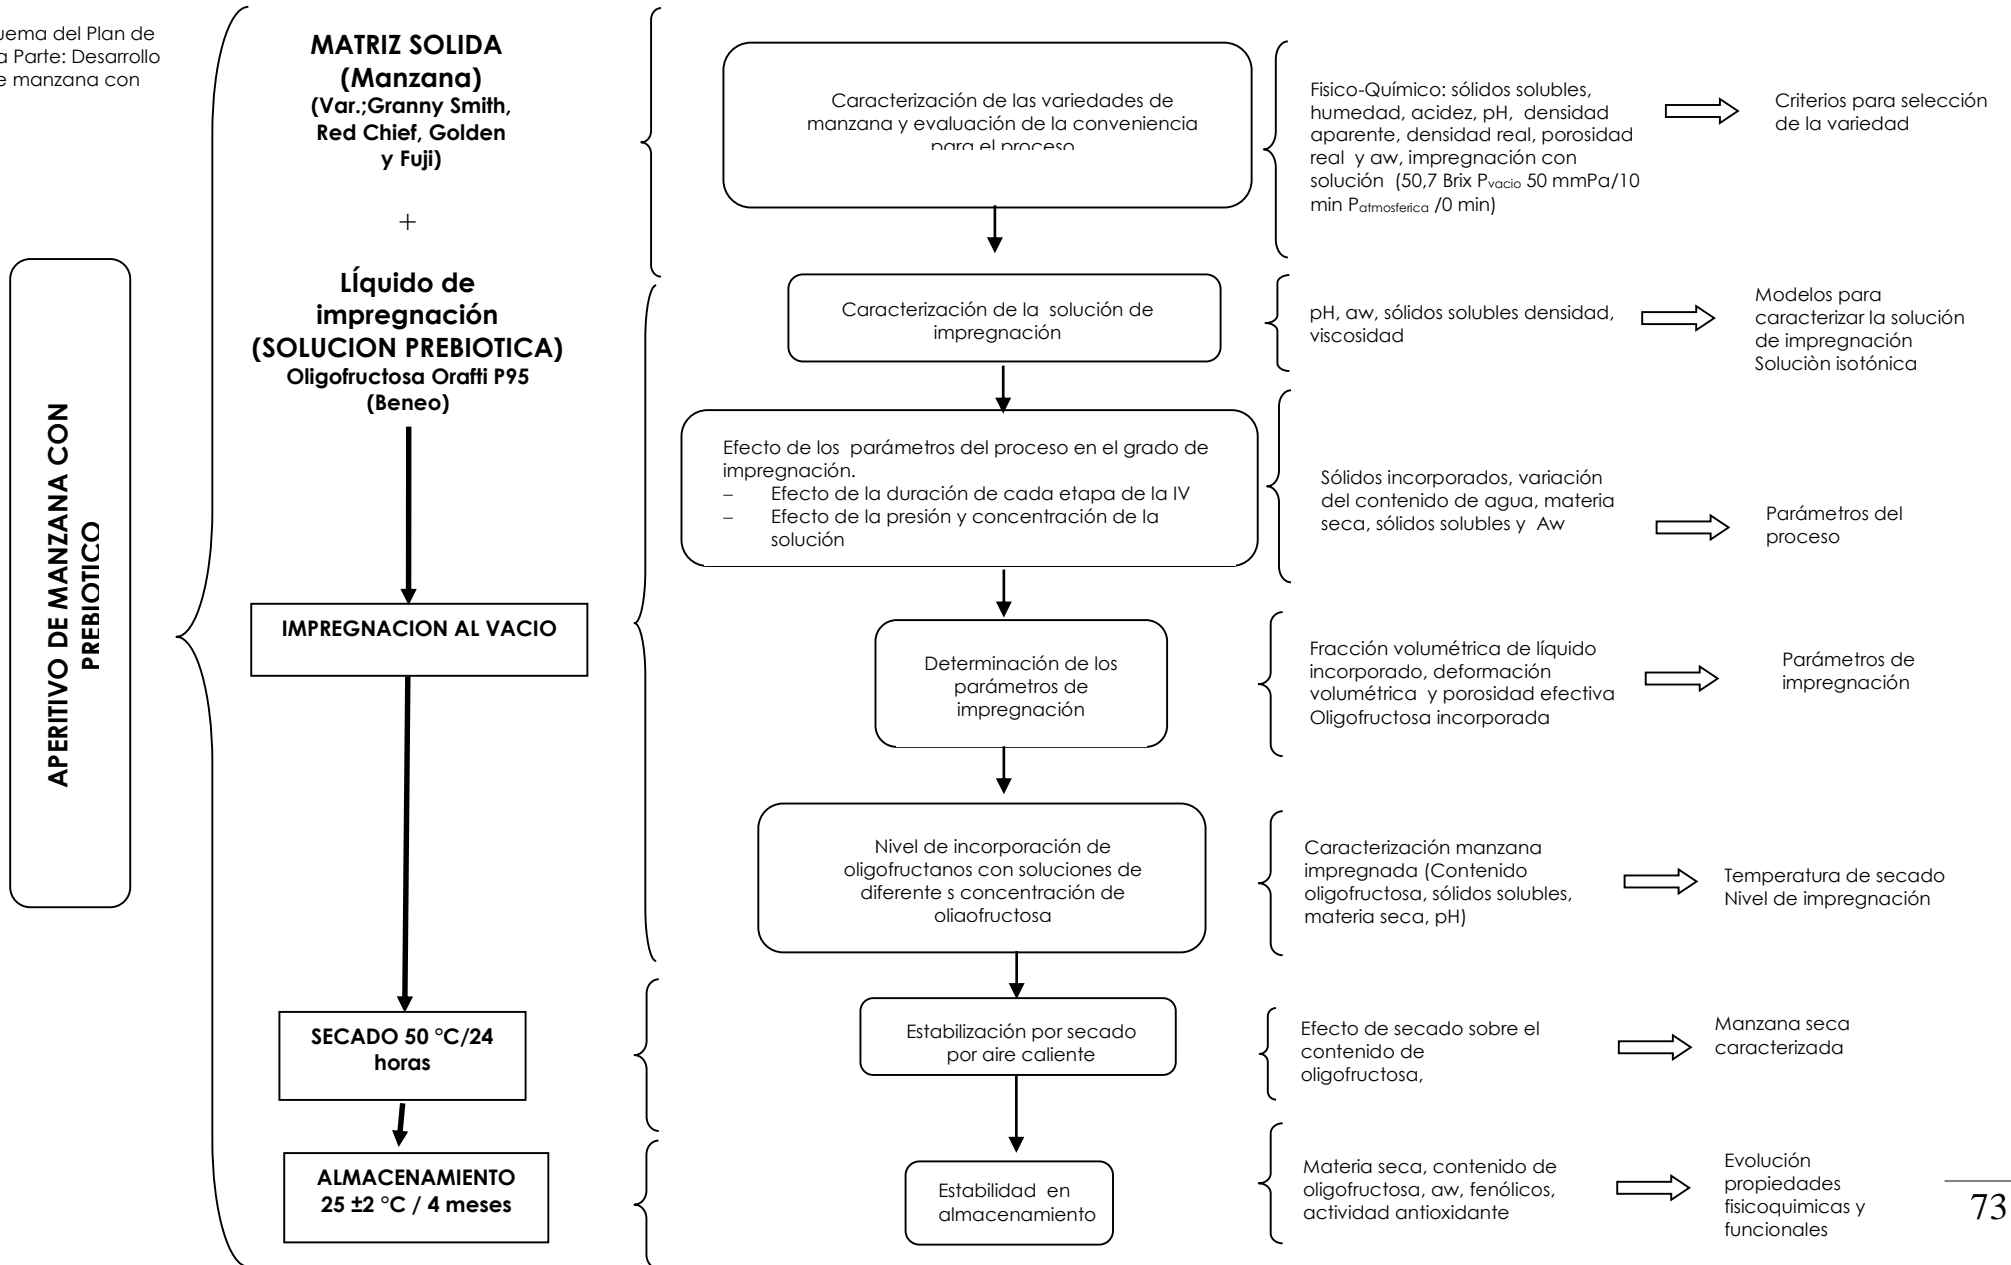 uema del Plan de
a Parte: Desarrollo
e manzana con
APERITIVO DE MANZANA CON
PREBIOTICO
MATRIZ SOLIDA
(Manzana)
(Var.;Granny Smith,
Red Chief, Golden
y Fuji)
+
LÍquido de
impregnación
(SOLUCION PREBIOTICA)
Oligofructosa Orafti P95
(Beneo)
IMPREGNACION AL VACIO
SECADO 50 °C/24
horas
ALMACENAMIENTO
25 ±2 °C / 4 meses
Caracterización de las variedades de
manzana y evaluación de la conveniencia
para el proceso
Fisico-Químico: sólidos solubles,
humedad, acidez, pH, densidad
aparente, densidad real, porosidad
real y aw, impregnación con
solución (50,7 Brix Pvacio 50 mmPa/10
min Patmosferica /0 min)
Criterios para selección
de la variedad
Caracterización de la solución de
impregnación
pH, aw, sólidos solubles densidad,
viscosidad
Modelos para
caracterizar la solución
de impregnación
Soluciòn isotónica
Efecto de los parámetros del proceso en el grado de
impregnación.
– Efecto de la duración de cada etapa de la IV
– Efecto de la presión y concentración de la
solución
Sólidos incorporados, variación
del contenido de agua, materia
seca, sólidos solubles y Aw
Parámetros del
proceso
Determinación de los
parámetros de
impregnación
Fracción volumétrica de líquido
incorporado, deformación
volumétrica y porosidad efectiva
Oligofructosa incorporada
Parámetros de
impregnación
Nivel de incorporación de
oligofructanos con soluciones de
diferente s concentración de
oligofructosa
Caracterización manzana
impregnada (Contenido
oligofructosa, sólidos solubles,
materia seca, pH)
Temperatura de secado
Nivel de impregnación
Estabilización por secado
por aire caliente
Efecto de secado sobre el
contenido de
oligofructosa,
Manzana seca
caracterizada
Estabilidad en
almacenamiento
Materia seca, contenido de
oligofructosa, aw, fenólicos,
actividad antioxidante
Evolución
propiedades
fisicoquimicas y
funcionales
73